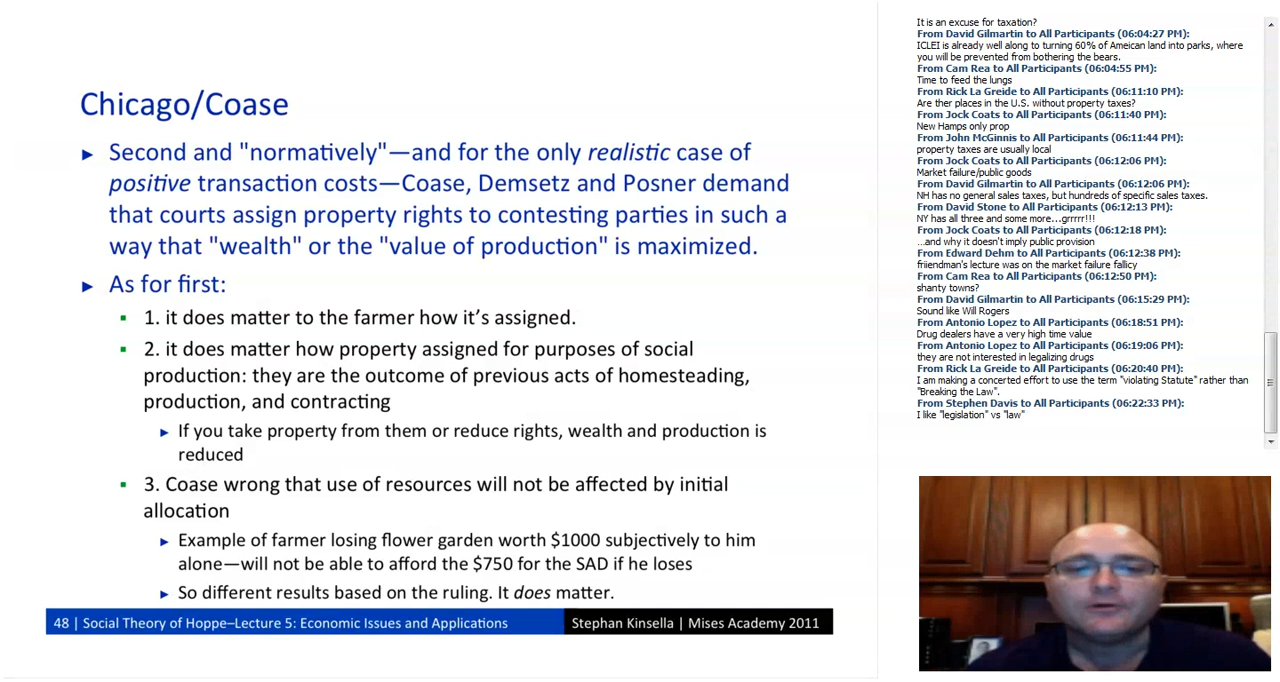 Chicago/Coase
► Second and "normatively"—and for the only realistic case of
positive transaction costs—Coase, Demsetz and Posner demand
that courts assign property rights to contesting parties in such a
way that "wealth" or the "value of production" is maximized.
► As for first:
▪ 1. it does matter to the farmer how it's assigned.
▪ 2. it does matter how property assigned for purposes of social
production: they are the outcome of previous acts of homesteading,
production, and contracting
► If you take property from them or reduce rights, wealth and production is
reduced
▪ 3. Coase wrong that use of resources will not be affected by initial
allocation
► Example of farmer losing flower garden worth $1000 subjectively to him
alone—will not be able to afford the $750 for the SAD if he loses
► So different results based on the ruling. It does matter.
48 | Social Theory of Hoppe–Lecture 5: Economic Issues and Applications
Stephan Kinsella | Mises Academy 2011
It is an excuse for taxation?
From David Gilmartin to All Participants (06:04:27 PM):
ICLEI is already well along to turning 60% of Ameican land into parks, where
you will be prevented from bothering the bears.
From Cam Rea to All Participants (06:04:55 PM):
Time to feed the lungs
From Rick La Greide to All Participants (06:11:10 PM):
Are ther places in the U.S. without property taxes?
From Jock Coats to All Participants (06:11:40 PM):
New Hamps only prop
From John McGinnis to All Participants (06:11:44 PM):
property taxes are usually local
From Jock Coats to All Participants (06:12:06 PM):
Market failure/public goods
From David Gilmartin to All Participants (06:12:06 PM):
NH has no general sales taxes, but hundreds of specific sales taxes.
From David Stone to All Participants (06:12:13 PM):
NY has all three and some more...grrrrr!!!
From Jock Coats to All Participants (06:12:18 PM):
...and why it doesn't imply public provision
From Edward Dehm to All Participants (06:12:38 PM):
friiendman's lecture was on the market failure fallicy
From Cam Rea to All Participants (06:12:50 PM):
shanty towns?
From David Gilmartin to All Participants (06:15:29 PM):
Sound like Will Rogers
From Antonio Lopez to All Participants (06:18:51 PM):
Drug dealers have a very high time value
From Antonio Lopez to All Participants (06:19:06 PM):
they are not interested in legalizing drugs
From Rick La Greide to All Participants (06:20:40 PM):
I am making a concerted effort to use the term "violating Statute" rather than
"Breaking the Law".
From Stephen Davis to All Participants (06:22:33 PM):
I like "legislation" vs "law"